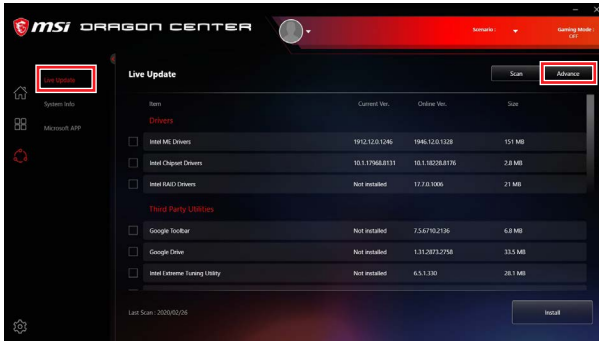 msi DRAGON CENTER
Scenario :
Gaming Mode :
OFF
Live Update
System Info
Microsoft APP
Live Update
Scan
Advance
Item Current Ver. Online Ver. Size
Drivers
Intel ME Drivers 1912.12.0.1246 1946.12.0.1328 151 MB
Intel Chipset Drivers 10.1.17968.8131 10.1.18228.8176 2.8 MB
Intel RAID Drivers Not installed 17.7.0.1006 21 MB
Third Party Utilities
Google Toolbar Not installed 7.5.6710.2136 6.8 MB
Google Drive Not installed 1.31.2873.2758 33.5 MB
Intel Extreme Tuning Utility Not installed 6.5.1.330 28.1 MB
Last Scan : 2020/02/26
Install